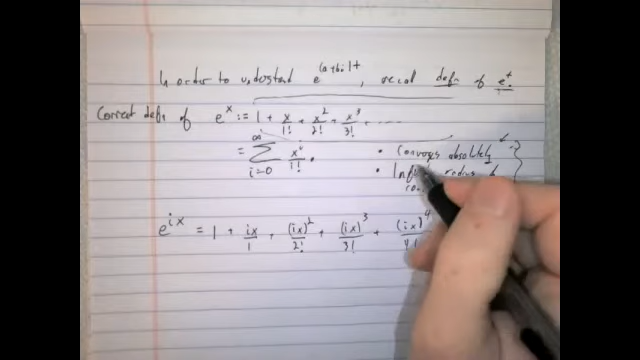 In order to understand e^(a+bi)t, recall defn of e^t.
Correct defn of e^x := 1 + x/1! + x^2/2! + x^3/3! + ....
= ∑_{i=0}^∞ x^i/i!. • Converges absolutely
• radius of
e^ix = 1 + ix/1 + (ix)^2/2! + (ix)^3/3! + (ix)^4/4!